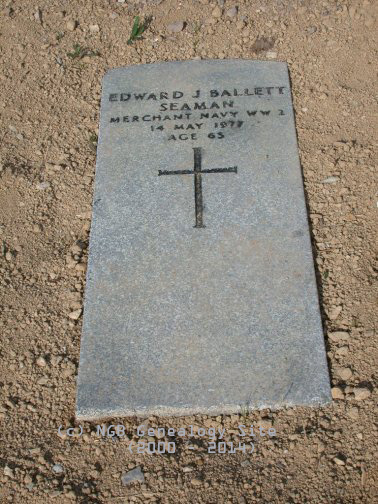 EDWARD J BALLETT
SEAMAN
MERCHANT NAVY WW 2
14 MAY 1977
AGE 65
(c) NGB Genealogy Site
(2000 - 2014)